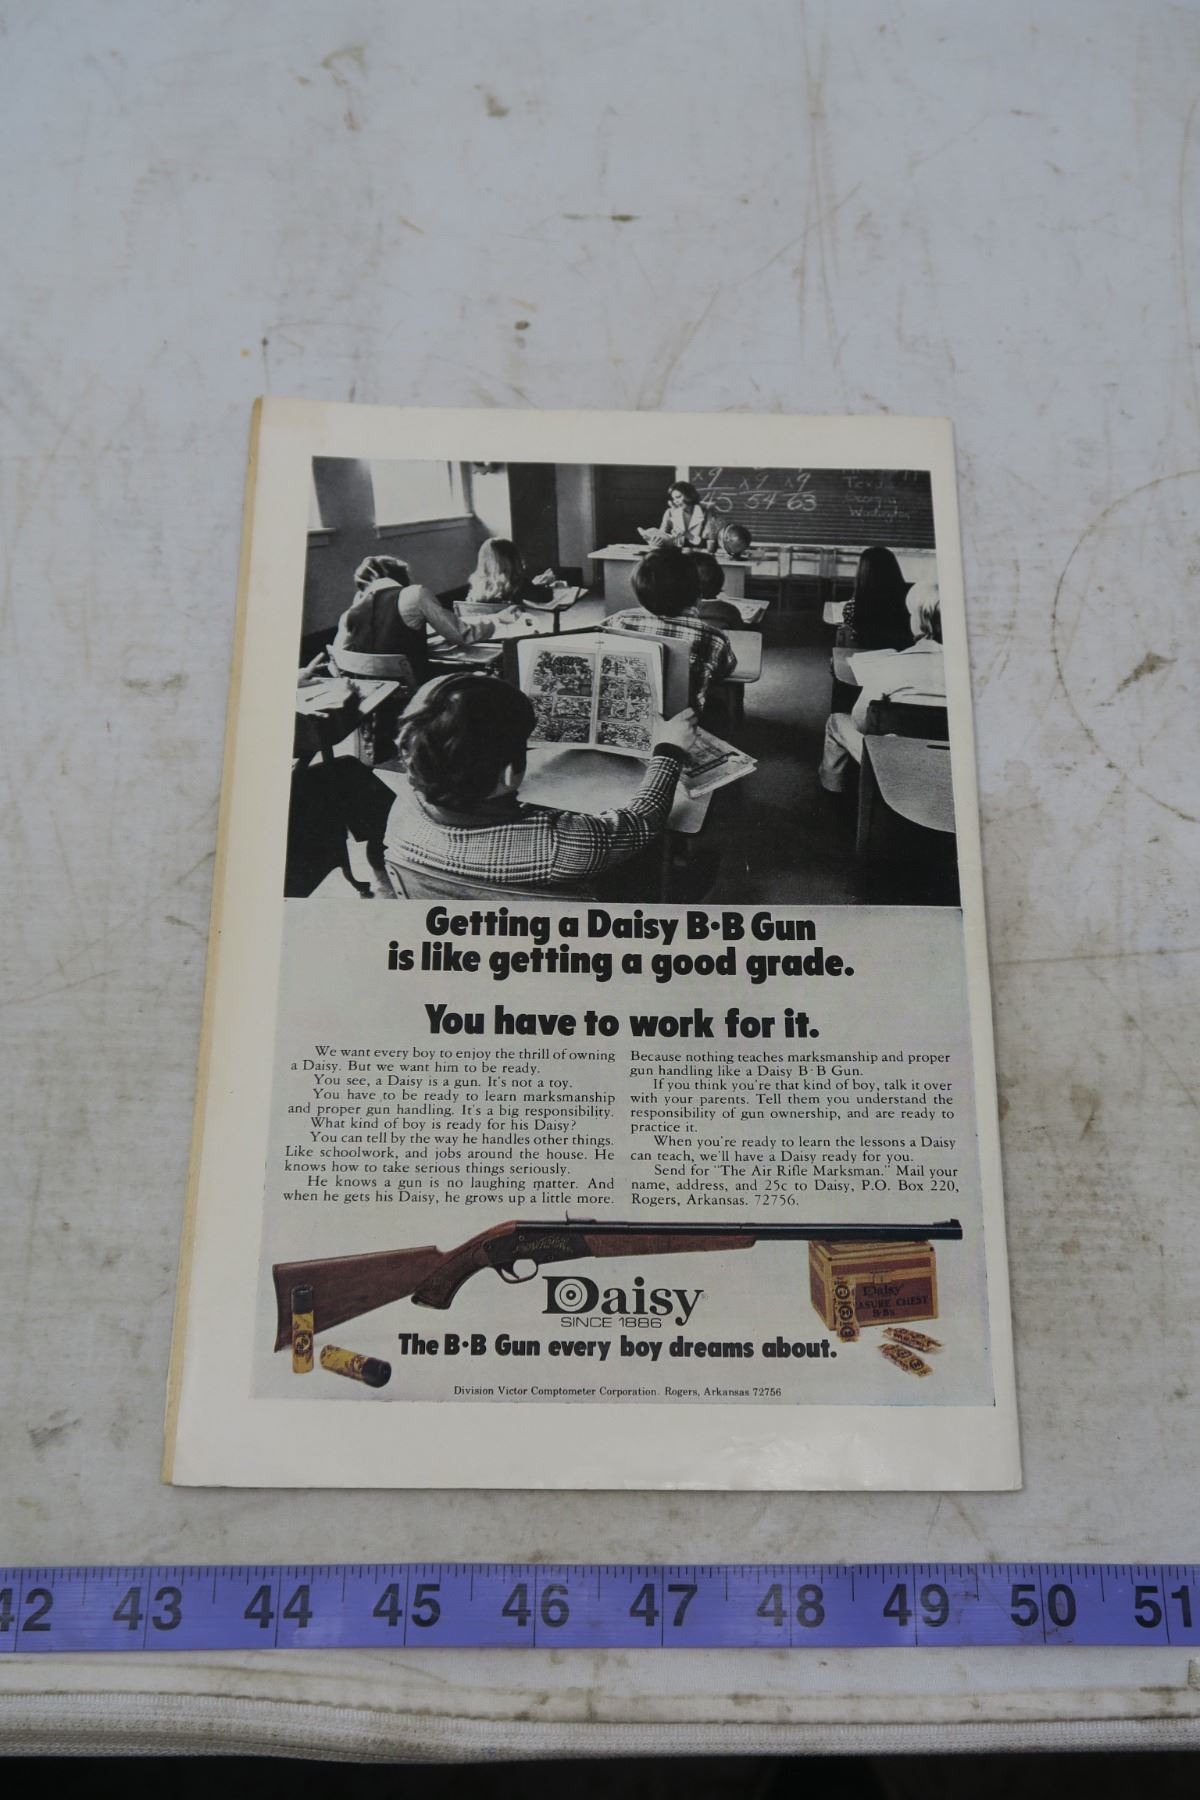 x9 x9 x9
45 54 63
Texas
Georgia
Washington
Getting a Daisy B·B Gun
is like getting a good grade.
You have to work for it.
We want every boy to enjoy the thrill of owning
a Daisy. But we want him to be ready.
You see, a Daisy is a gun. It's not a toy.
You have to be ready to learn marksmanship
and proper gun handling. It's a big responsibility.
What kind of boy is ready for his Daisy?
You can tell by the way he handles other things.
Like schoolwork, and jobs around the house. He
knows how to take serious things seriously.
He knows a gun is no laughing matter. And
when he gets his Daisy, he grows up a little more.
Because nothing teaches marksmanship and proper
gun handling like a Daisy B·B Gun.
If you think you're that kind of boy, talk it over
with your parents. Tell them you understand the
responsibility of gun ownership, and are ready to
practice it.
When you're ready to learn the lessons a Daisy
can teach, we'll have a Daisy ready for you.
Send for "The Air Rifle Marksman." Mail your
name, address, and 25c to Daisy, P.O. Box 220,
Rogers, Arkansas. 72756.
Daisy
ASURE CHEST
B·Bs
Daisy®
SINCE 1886
The B·B Gun every boy dreams about.
Division Victor Comptometer Corporation. Rogers, Arkansas 72756
42 43 44 45 46 47 48 49 50 51